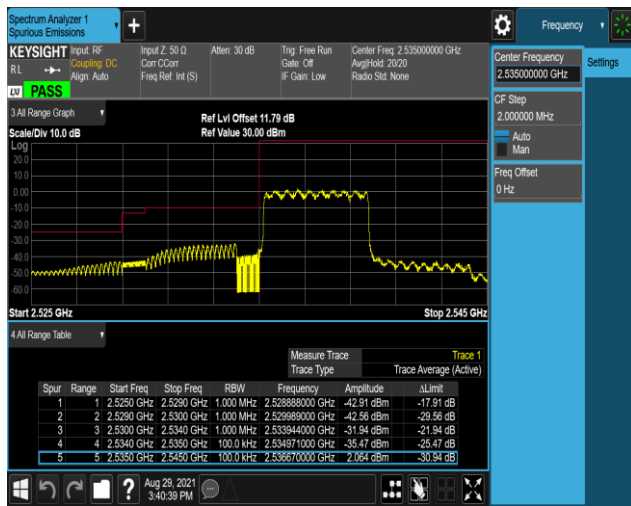 Spectrum Analyzer 1
Spurious Emissions
Frequency
KEYSIGHT Input: RF Input Z: 50 Ω Atten: 30 dB Trig: Free Run Center Freq: 2.535000000 GHz
RL Coupling: DC Corr CCorr Gate: Off Avg|Hold: 20/20
Align: Auto Freq Ref: Int (S) IF Gain: Low Radio Std: None
LXI PASS
Center Frequency
2.535000000 GHz
Settings
CF Step
2.000000 MHz
Auto
Man
Freq Offset
0 Hz
3 All Range Graph
Ref Lvl Offset 11.79 dB
Scale/Div 10.0 dB Ref Value 30.00 dBm
Log
20.0
10.0
0.00
-10.0
-20.0
-30.0
-40.0
-50.0
-60.0
Start 2.525 GHz Stop 2.545 GHz
4 All Range Table
Measure Trace Trace 1
Trace Type Trace Average (Active)
Spur Range Start Freq Stop Freq RBW Frequency Amplitude ΔLimit
1 1 2.5250 GHz 2.5290 GHz 1.000 MHz 2.528888000 GHz -42.91 dBm -17.91 dB
2 2 2.5290 GHz 2.5300 GHz 1.000 MHz 2.529989000 GHz -42.56 dBm -29.56 dB
3 3 2.5300 GHz 2.5340 GHz 1.000 MHz 2.533944000 GHz -31.94 dBm -21.94 dB
4 4 2.5340 GHz 2.5350 GHz 100.0 kHz 2.534971000 GHz -35.47 dBm -25.47 dB
5 5 2.5350 GHz 2.5450 GHz 100.0 kHz 2.536670000 GHz 2.064 dBm -30.94 dB
Aug 29, 2021
3:40:39 PM